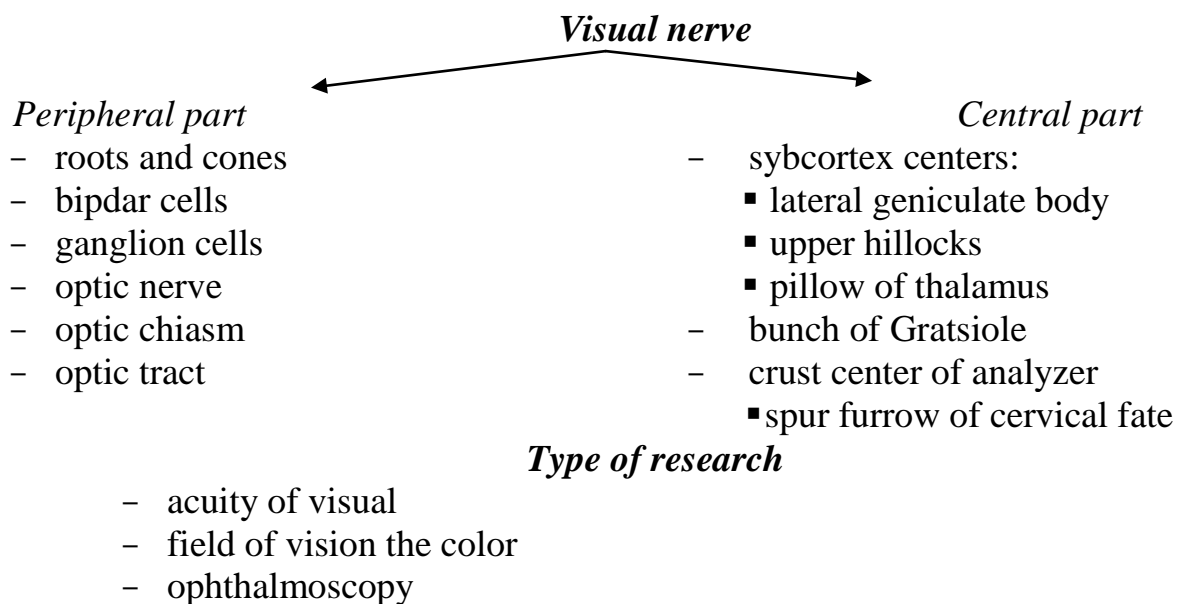 Visual nerve
Peripheral part
– roots and cones
– bipdar cells
– ganglion cells
– optic nerve
– optic chiasm
– optic tract
Central part
– sybcortex centers:
▪ lateral geniculate body
▪ upper hillocks
▪ pillow of thalamus
– bunch of Gratsiole
– crust center of analyzer
▪ spur furrow of cervical fate
Type of research
– acuity of visual
– field of vision the color
– ophthalmoscopy